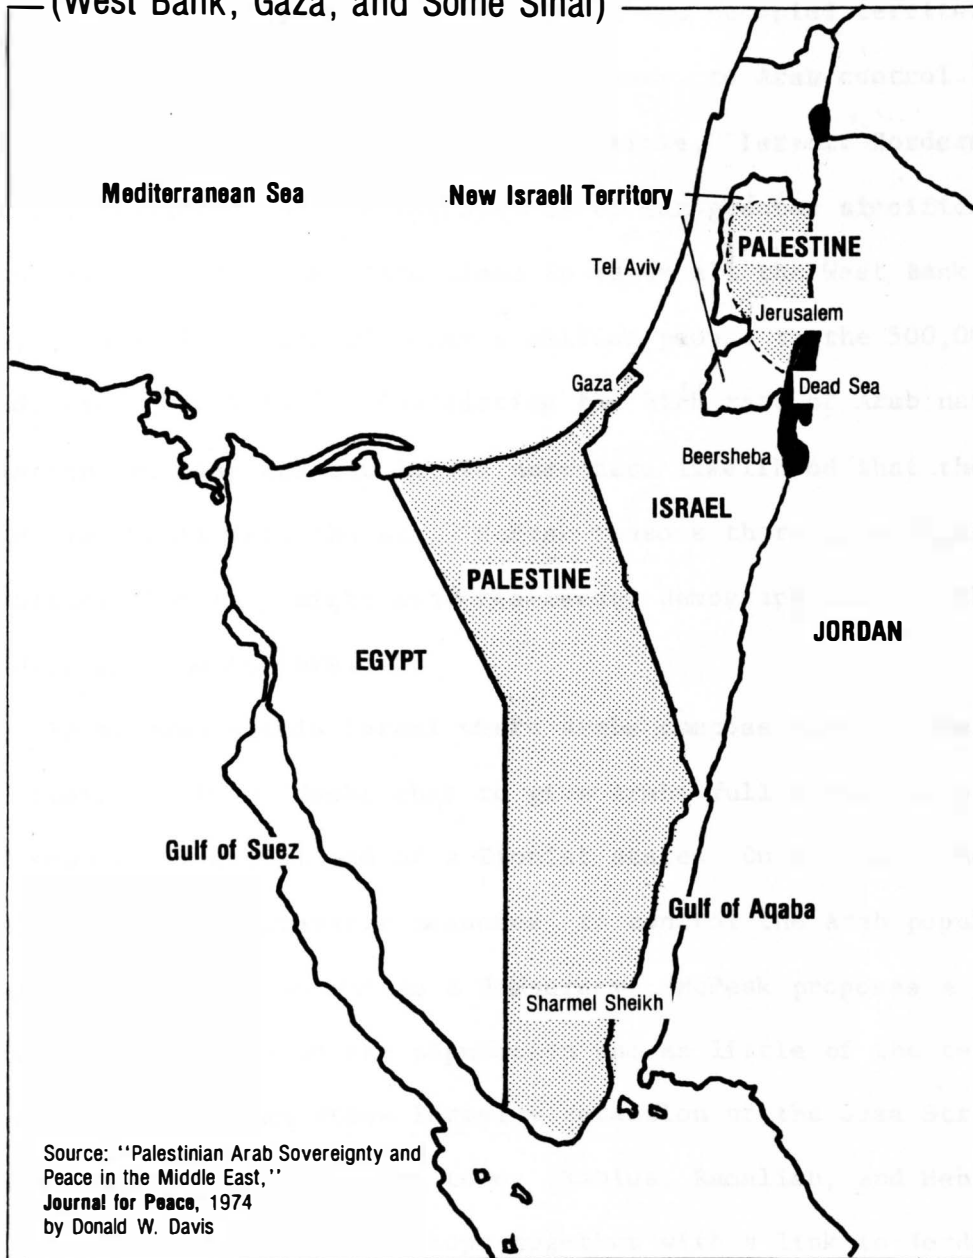 (West Bank, Gaza, and Some Sinai)
Mediterranean Sea
New Israeli Territory
PALESTINE
Tel Aviv
Jerusalem
Gaza
Dead Sea
Beersheba
ISRAEL
PALESTINE
JORDAN
EGYPT
Gulf of Suez
Gulf of Aqaba
Sharmel Sheikh
Source: "Palestinian Arab Sovereignty and
Peace in the Middle East,"
Journal for Peace, 1974
by Donald W. Davis